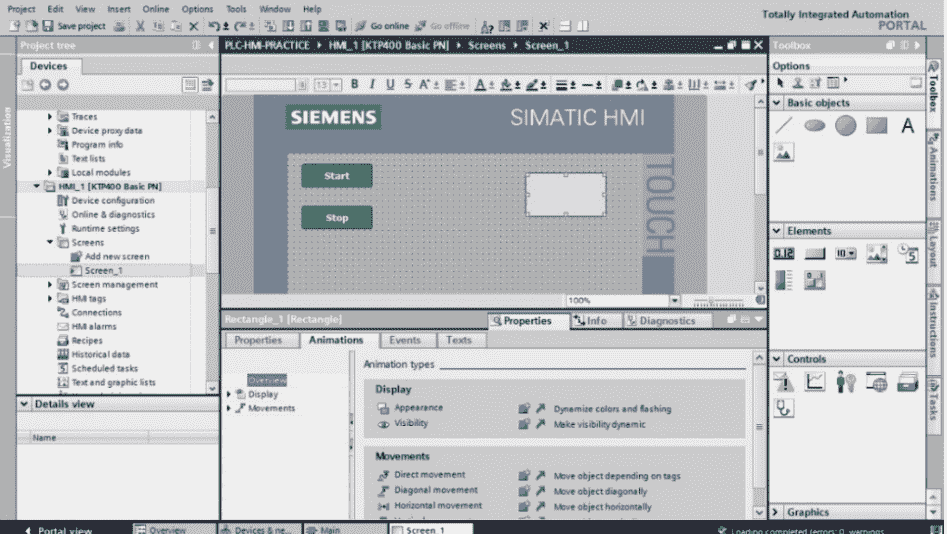 Project Edit View Insert Online Options Tools Window Help
Totally Integrated Automation
PORTAL
Save project
Go online
Go offline
Project tree
PLC-HMI-PRACTICE HMI_1 [KTP400 Basic PN] Screens Screen_1
Toolbox
Devices
Options
13
B I U S A
Basic objects
A
Visualization
Traces
Device proxy data
Program info
Text lists
Local modules
HMI_1 [KTP400 Basic PN]
Device configuration
Online & diagnostics
Runtime settings
Screens
Add new screen
Screen_1
Screen management
HMI tags
Connections
HMI alarms
Recipes
Historical data
Scheduled tasks
Text and graphic lists
Details view
Name
SIEMENS
SIMATIC HMI
Start
Stop
TOUCH
100%
Elements
0.12
10
5
Controls
Graphics
Toolbox
Animations
Layout
Instructions
Tasks
Rectangle_1 [Rectangle]
Properties
Info
Diagnostics
Properties Animations Events Texts
Overview
Display
Movements
Animation types
Display
Appearance Dynamize colors and flashing
Visibility Make visibility dynamic
Movements
Direct movement Move object depending on tags
Diagonal movement Move object diagonally
Horizontal movement Move object horizontally
Portal view
Overview
Devices & ne...
Main
Screen_1
Loading completed (errors: 0, warnings